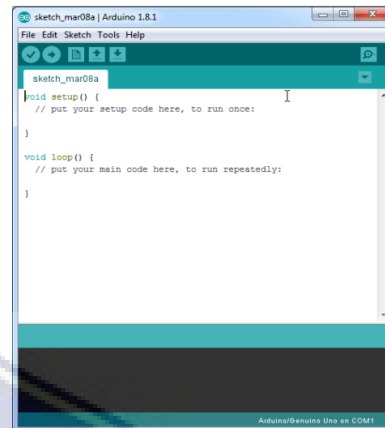 sketch_mar08a | Arduino 1.8.1
File Edit Sketch Tools Help
sketch_mar08a
void setup() {
// put your setup code here, to run once:
}
void loop() {
// put your main code here, to run repeatedly:
}
Arduino/Genuino Uno on COM1